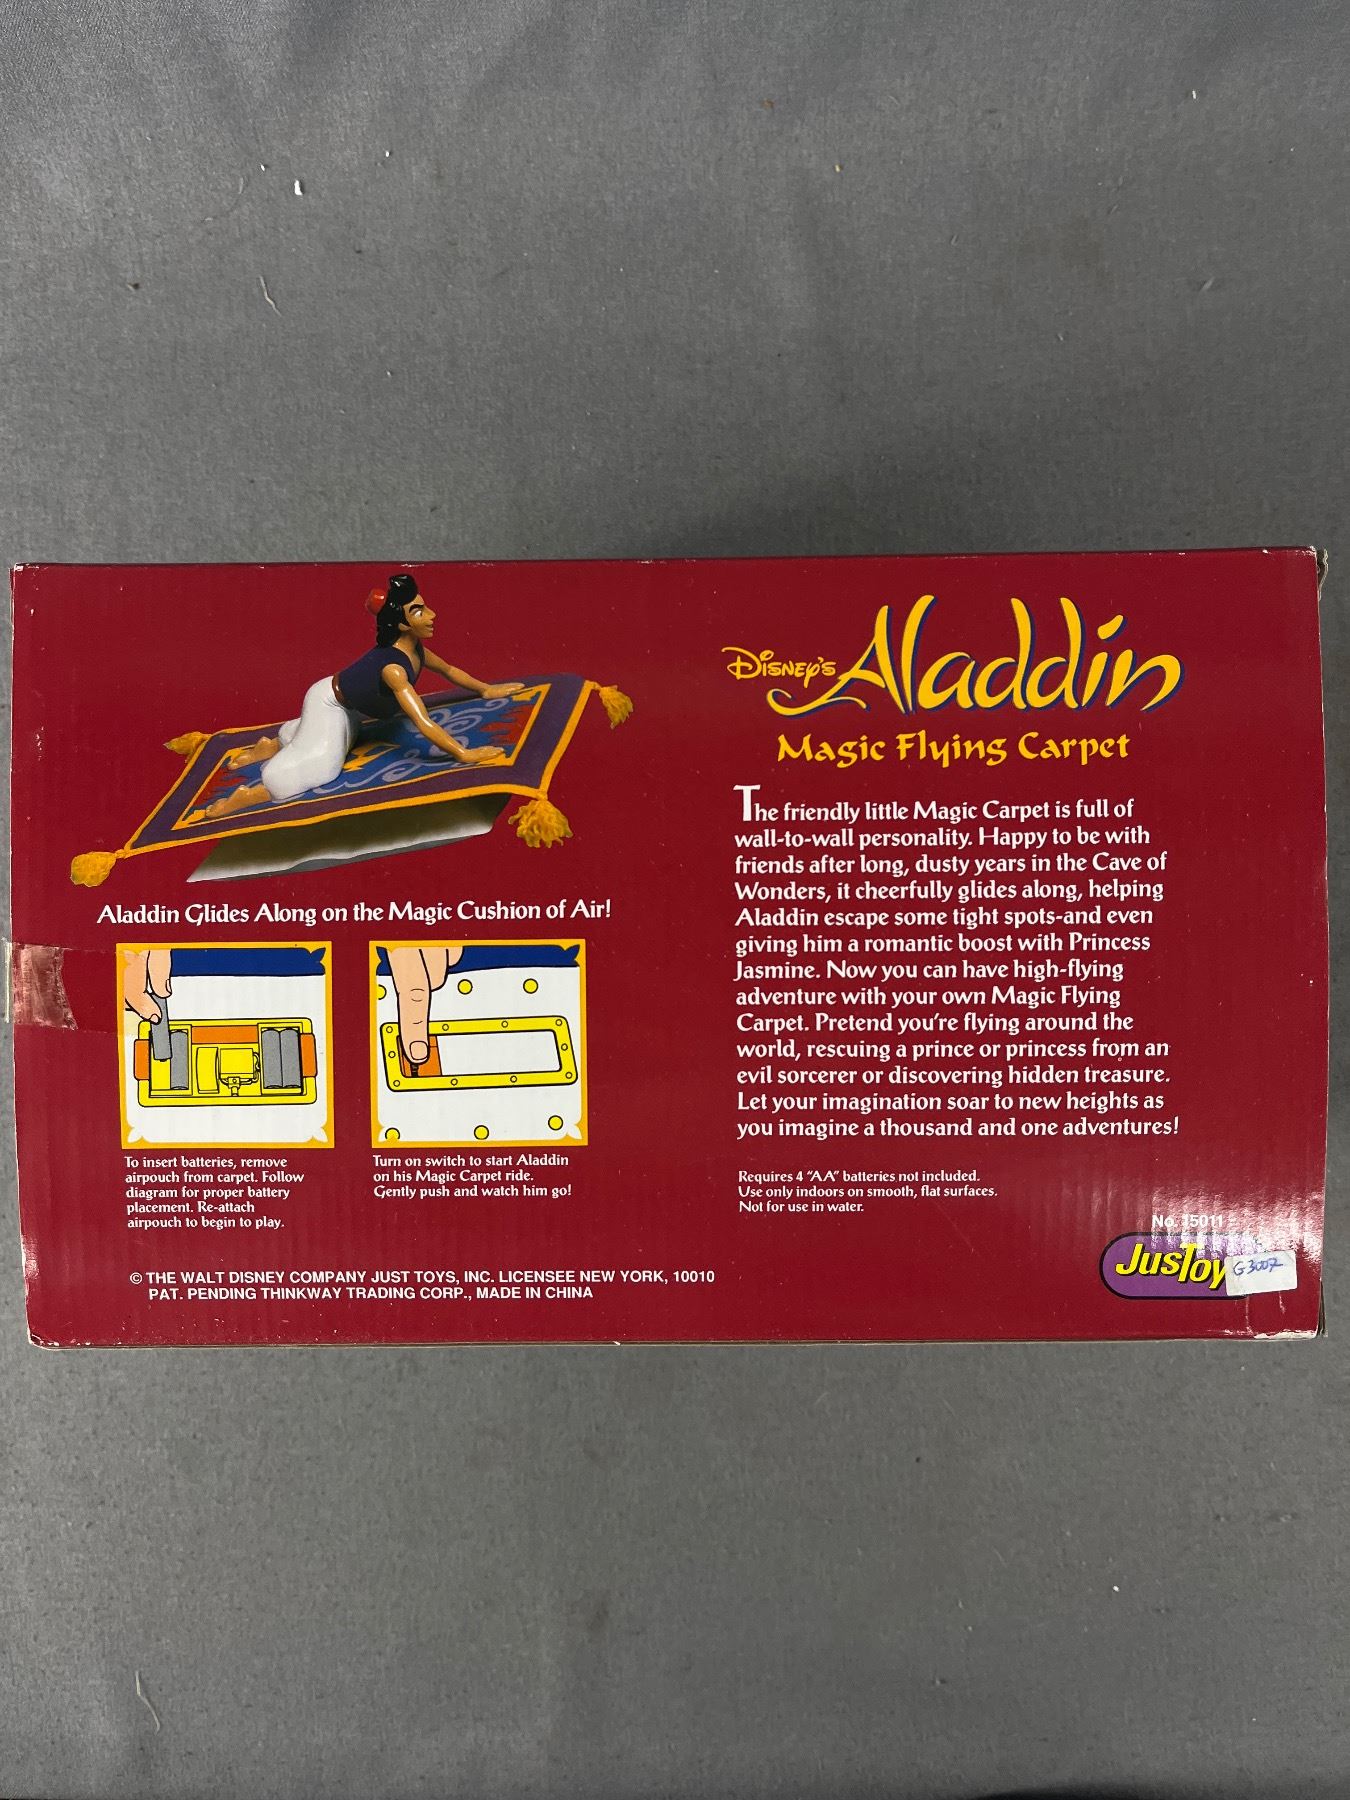 Disney's Aladdin
Magic Flying Carpet
The friendly little Magic Carpet is full of
wall-to-wall personality. Happy to be with
friends after long, dusty years in the Cave of
Wonders, it cheerfully glides along, helping
Aladdin escape some tight spots-and even
giving him a romantic boost with Princess
Jasmine. Now you can have high-flying
adventure with your own Magic Flying
Carpet. Pretend you're flying around the
world, rescuing a prince or princess from an
evil sorcerer or discovering hidden treasure.
Let your imagination soar to new heights as
you imagine a thousand and one adventures!
Requires 4 "AA" batteries not included.
Use only indoors on smooth, flat surfaces.
Not for use in water.
Aladdin Glides Along on the Magic Cushion of Air!
To insert batteries, remove
airpouch from carpet. Follow
diagram for proper battery
placement. Re-attach
airpouch to begin to play.
Turn on switch to start Aladdin
on his Magic Carpet ride.
Gently push and watch him go!
© THE WALT DISNEY COMPANY JUST TOYS, INC. LICENSEE NEW YORK, 10010
PAT. PENDING THINKWAY TRADING CORP., MADE IN CHINA
No. 15011
JusToy
G3007